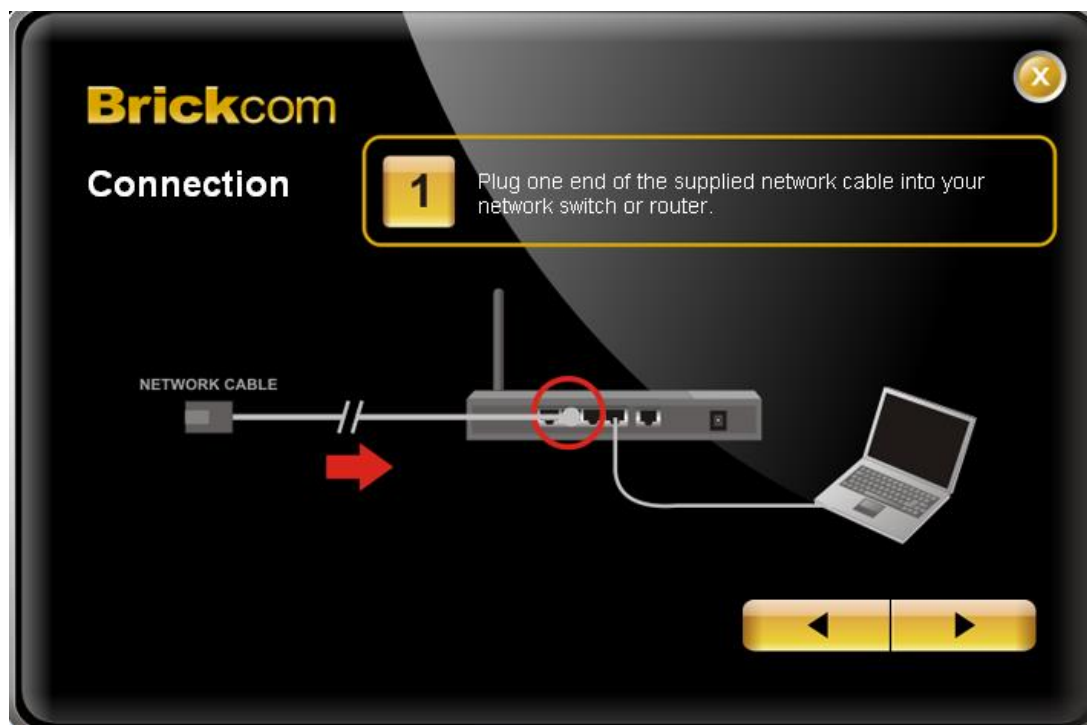 Brickcom
X
Connection
1
Plug one end of the supplied network cable into your
network switch or router.
NETWORK CABLE